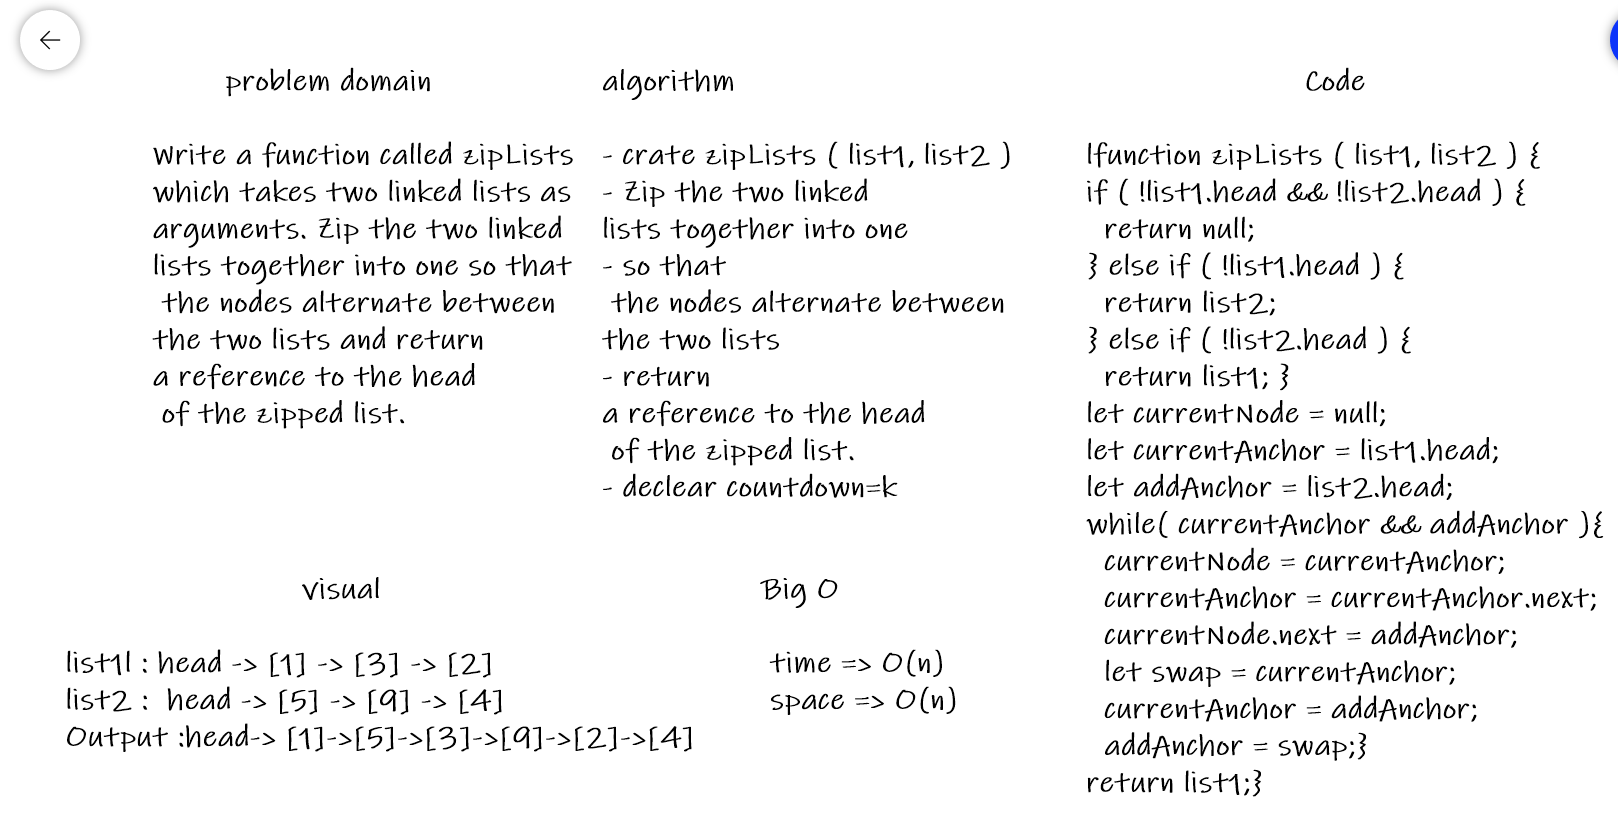 problem domain
Write a function called zipLists
which takes two linked lists as
arguments. Zip the two linked
lists together into one so that
the nodes alternate between
the two lists and return
a reference to the head
of the zipped list.
algorithm
- crate zipLists ( list1, list2 )
- Zip the two linked
lists together into one
- so that
the nodes alternate between
the two lists
- return
a reference to the head
of the zipped list.
- declear countdown=k
visual
list1l : head -> [1] -> [3] -> [2]
list2 : head -> [5] -> [9] -> [4]
Output :head-> [1]->[5]->[3]->[9]->[2]->[4]
Big O
time => O(n)
space => O(n)
Code
lfunction zipLists ( list1, list2 ) {
if ( !list1.head && !list2.head ) {
return null;
} else if ( !list1.head ) {
return list2;
} else if ( !list2.head ) {
return list1; }
let currentNode = null;
let currentAnchor = list1.head;
let addAnchor = list2.head;
while( currentAnchor && addAnchor ){
currentNode = currentAnchor;
currentAnchor = currentAnchor.next;
currentNode.next = addAnchor;
let swap = currentAnchor;
currentAnchor = addAnchor;
addAnchor = swap;}
return list1;}